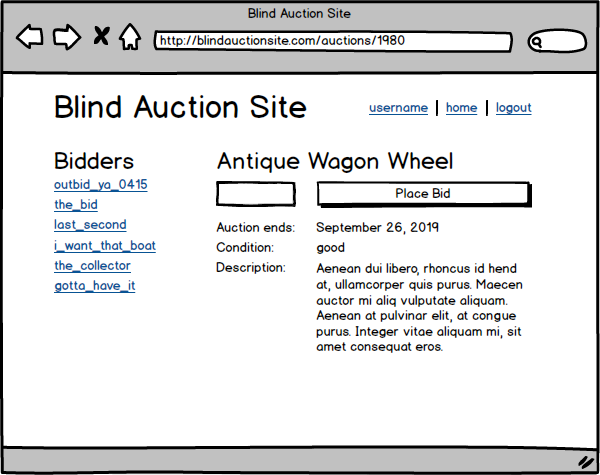 Blind Auction Site
http://blindauctionsite.com/auctions/1980
Blind Auction Site
username | home | logout
Bidders
outbid_ya_0415
the_bid
last_second
i_want_that_boat
the_collector
gotta_have_it
Antique Wagon Wheel
Place Bid
Auction ends: September 26, 2019
Condition: good
Description: Aenean dui libero, rhoncus id hend
at, ullamcorper quis purus. Maecen
auctor mi aliq vulputate aliquam.
Aenean at pulvinar elit, at congue
purus. Integer vitae aliquam mi, sit
amet consequat eros.